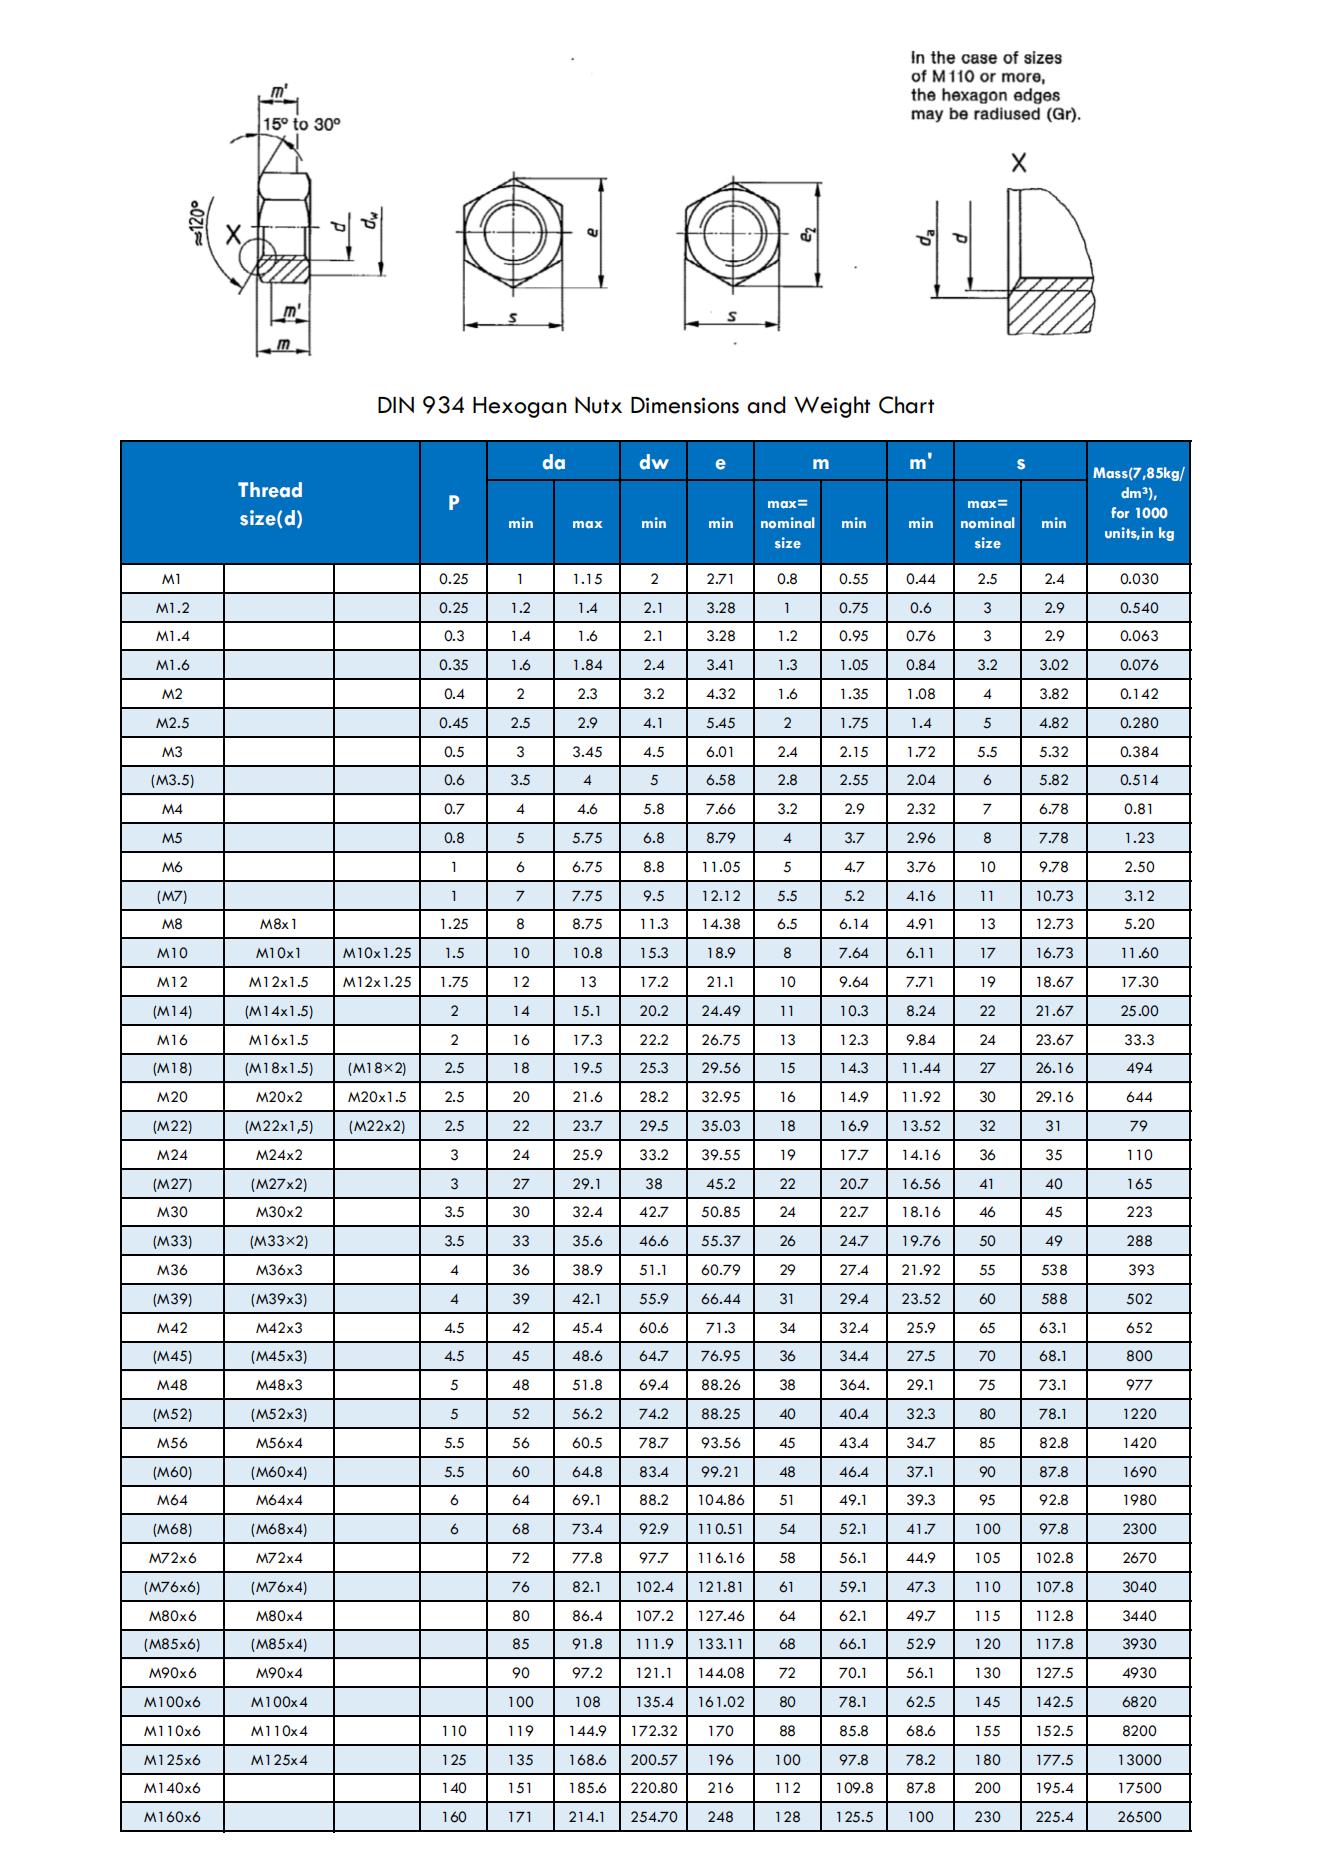 In the case of sizes
of M110 or more,
the hexagon edges
may be radiused (Gr).
m'
15° to 30°
≈120°
X
d
dw
m'
m
e
s
e2
s
X
da
d
DIN 934 Hexogan Nutx Dimensions and Weight Chart
Thread size(d) P da dw e m m' s Mass(7,85kg/dm³), for 1000 units,in kg
min max min min max= nominal size min min max= nominal size min
M1 0.25 1 1.15 2 2.71 0.8 0.55 0.44 2.5 2.4 0.030
M1.2 0.25 1.2 1.4 2.1 3.28 1 0.75 0.6 3 2.9 0.540
M1.4 0.3 1.4 1.6 2.1 3.28 1.2 0.95 0.76 3 2.9 0.063
M1.6 0.35 1.6 1.84 2.4 3.41 1.3 1.05 0.84 3.2 3.02 0.076
M2 0.4 2 2.3 3.2 4.32 1.6 1.35 1.08 4 3.82 0.142
M2.5 0.45 2.5 2.9 4.1 5.45 2 1.75 1.4 5 4.82 0.280
M3 0.5 3 3.45 4.5 6.01 2.4 2.15 1.72 5.5 5.32 0.384
(M3.5) 0.6 3.5 4 5 6.58 2.8 2.55 2.04 6 5.82 0.514
M4 0.7 4 4.6 5.8 7.66 3.2 2.9 2.32 7 6.78 0.81
M5 0.8 5 5.75 6.8 8.79 4 3.7 2.96 8 7.78 1.23
M6 1 6 6.75 8.8 11.05 5 4.7 3.76 10 9.78 2.50
(M7) 1 7 7.75 9.5 12.12 5.5 5.2 4.16 11 10.73 3.12
M8 M8x1 1.25 8 8.75 11.3 14.38 6.5 6.14 4.91 13 12.73 5.20
M10 M10x1 M10x1.25 1.5 10 10.8 15.3 18.9 8 7.64 6.11 17 16.73 11.60
M12 M12x1.5 M12x1.25 1.75 12 13 17.2 21.1 10 9.64 7.71 19 18.67 17.30
(M14) (M14x1.5) 2 14 15.1 20.2 24.49 11 10.3 8.24 22 21.67 25.00
M16 M16x1.5 2 16 17.3 22.2 26.75 13 12.3 9.84 24 23.67 33.3
(M18) (M18x1.5) (M18×2) 2.5 18 19.5 25.3 29.56 15 14.3 11.44 27 26.16 494
M20 M20x2 M20x1.5 2.5 20 21.6 28.2 32.95 16 14.9 11.92 30 29.16 644
(M22) (M22x1,5) (M22x2) 2.5 22 23.7 29.5 35.03 18 16.9 13.52 32 31 79
M24 M24x2 3 24 25.9 33.2 39.55 19 17.7 14.16 36 35 110
(M27) (M27x2) 3 27 29.1 38 45.2 22 20.7 16.56 41 40 165
M30 M30x2 3.5 30 32.4 42.7 50.85 24 22.7 18.16 46 45 223
(M33) (M33×2) 3.5 33 35.6 46.6 55.37 26 24.7 19.76 50 49 288
M36 M36x3 4 36 38.9 51.1 60.79 29 27.4 21.92 55 538 393
(M39) (M39x3) 4 39 42.1 55.9 66.44 31 29.4 23.52 60 588 502
M42 M42x3 4.5 42 45.4 60.6 71.3 34 32.4 25.9 65 63.1 652
(M45) (M45x3) 4.5 45 48.6 64.7 76.95 36 34.4 27.5 70 68.1 800
M48 M48x3 5 48 51.8 69.4 88.26 38 364. 29.1 75 73.1 977
(M52) (M52x3) 5 52 56.2 74.2 88.25 40 40.4 32.3 80 78.1 1220
M56 M56x4 5.5 56 60.5 78.7 93.56 45 43.4 34.7 85 82.8 1420
(M60) (M60x4) 5.5 60 64.8 83.4 99.21 48 46.4 37.1 90 87.8 1690
M64 M64x4 6 64 69.1 88.2 104.86 51 49.1 39.3 95 92.8 1980
(M68) (M68x4) 6 68 73.4 92.9 110.51 54 52.1 41.7 100 97.8 2300
M72x6 M72x4 72 77.8 97.7 116.16 58 56.1 44.9 105 102.8 2670
(M76x6) (M76x4) 76 82.1 102.4 121.81 61 59.1 47.3 110 107.8 3040
M80x6 M80x4 80 86.4 107.2 127.46 64 62.1 49.7 115 112.8 3440
(M85x6) (M85x4) 85 91.8 111.9 133.11 68 66.1 52.9 120 117.8 3930
M90x6 M90x4 90 97.2 121.1 144.08 72 70.1 56.1 130 127.5 4930
M100x6 M100x4 100 108 135.4 161.02 80 78.1 62.5 145 142.5 6820
M110x6 M110x4 110 119 144.9 172.32 170 88 85.8 68.6 155 152.5 8200
M125x6 M125x4 125 135 168.6 200.57 196 100 97.8 78.2 180 177.5 13000
M140x6 140 151 185.6 220.80 216 112 109.8 87.8 200 195.4 17500
M160x6 160 171 214.1 254.70 248 128 125.5 100 230 225.4 26500